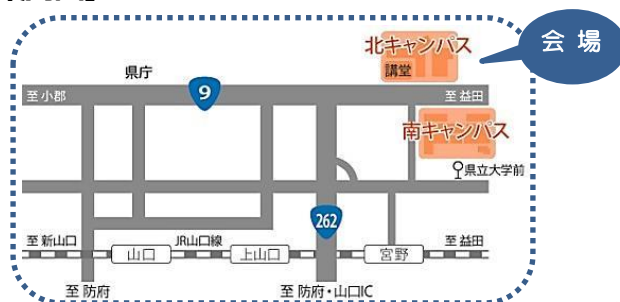 北キャンパス
会場
講堂
県庁
9
至小郡
至益田
南キャンパス
県立大学前
262
至新山口
JR山口線
至益田
山口
上山口
宮野
至防府
至防府・山口IC